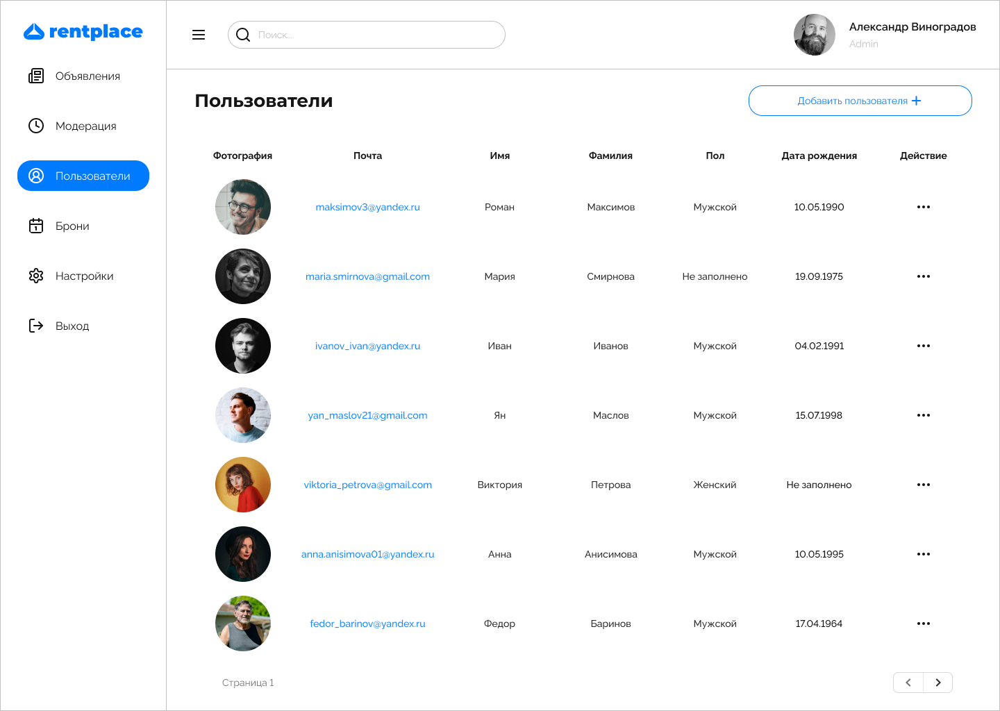 rentplace
Поиск...
Александр Виноградов
Admin
Объявления
Модерация
Пользователи
Брони
Настройки
Выход
Пользователи
Добавить пользователя
Фотография Почта Имя Фамилия Пол Дата рождения Действие
maksimov3@yandex.ru Роман Максимов Мужской 10.05.1990
maria.smirnova@gmail.com Мария Смирнова Не заполнено 19.09.1975
ivanov_ivan@yandex.ru Иван Иванов Мужской 04.02.1991
yan_maslov21@gmail.com Ян Маслов Мужской 15.07.1998
viktoria_petrova@gmail.com Виктория Петрова Женский Не заполнено
anna.anisimova01@yandex.ru Анна Анисимова Мужской 10.05.1995
fedor_barinov@yandex.ru Федор Баринов Мужской 17.04.1964
Страница 1